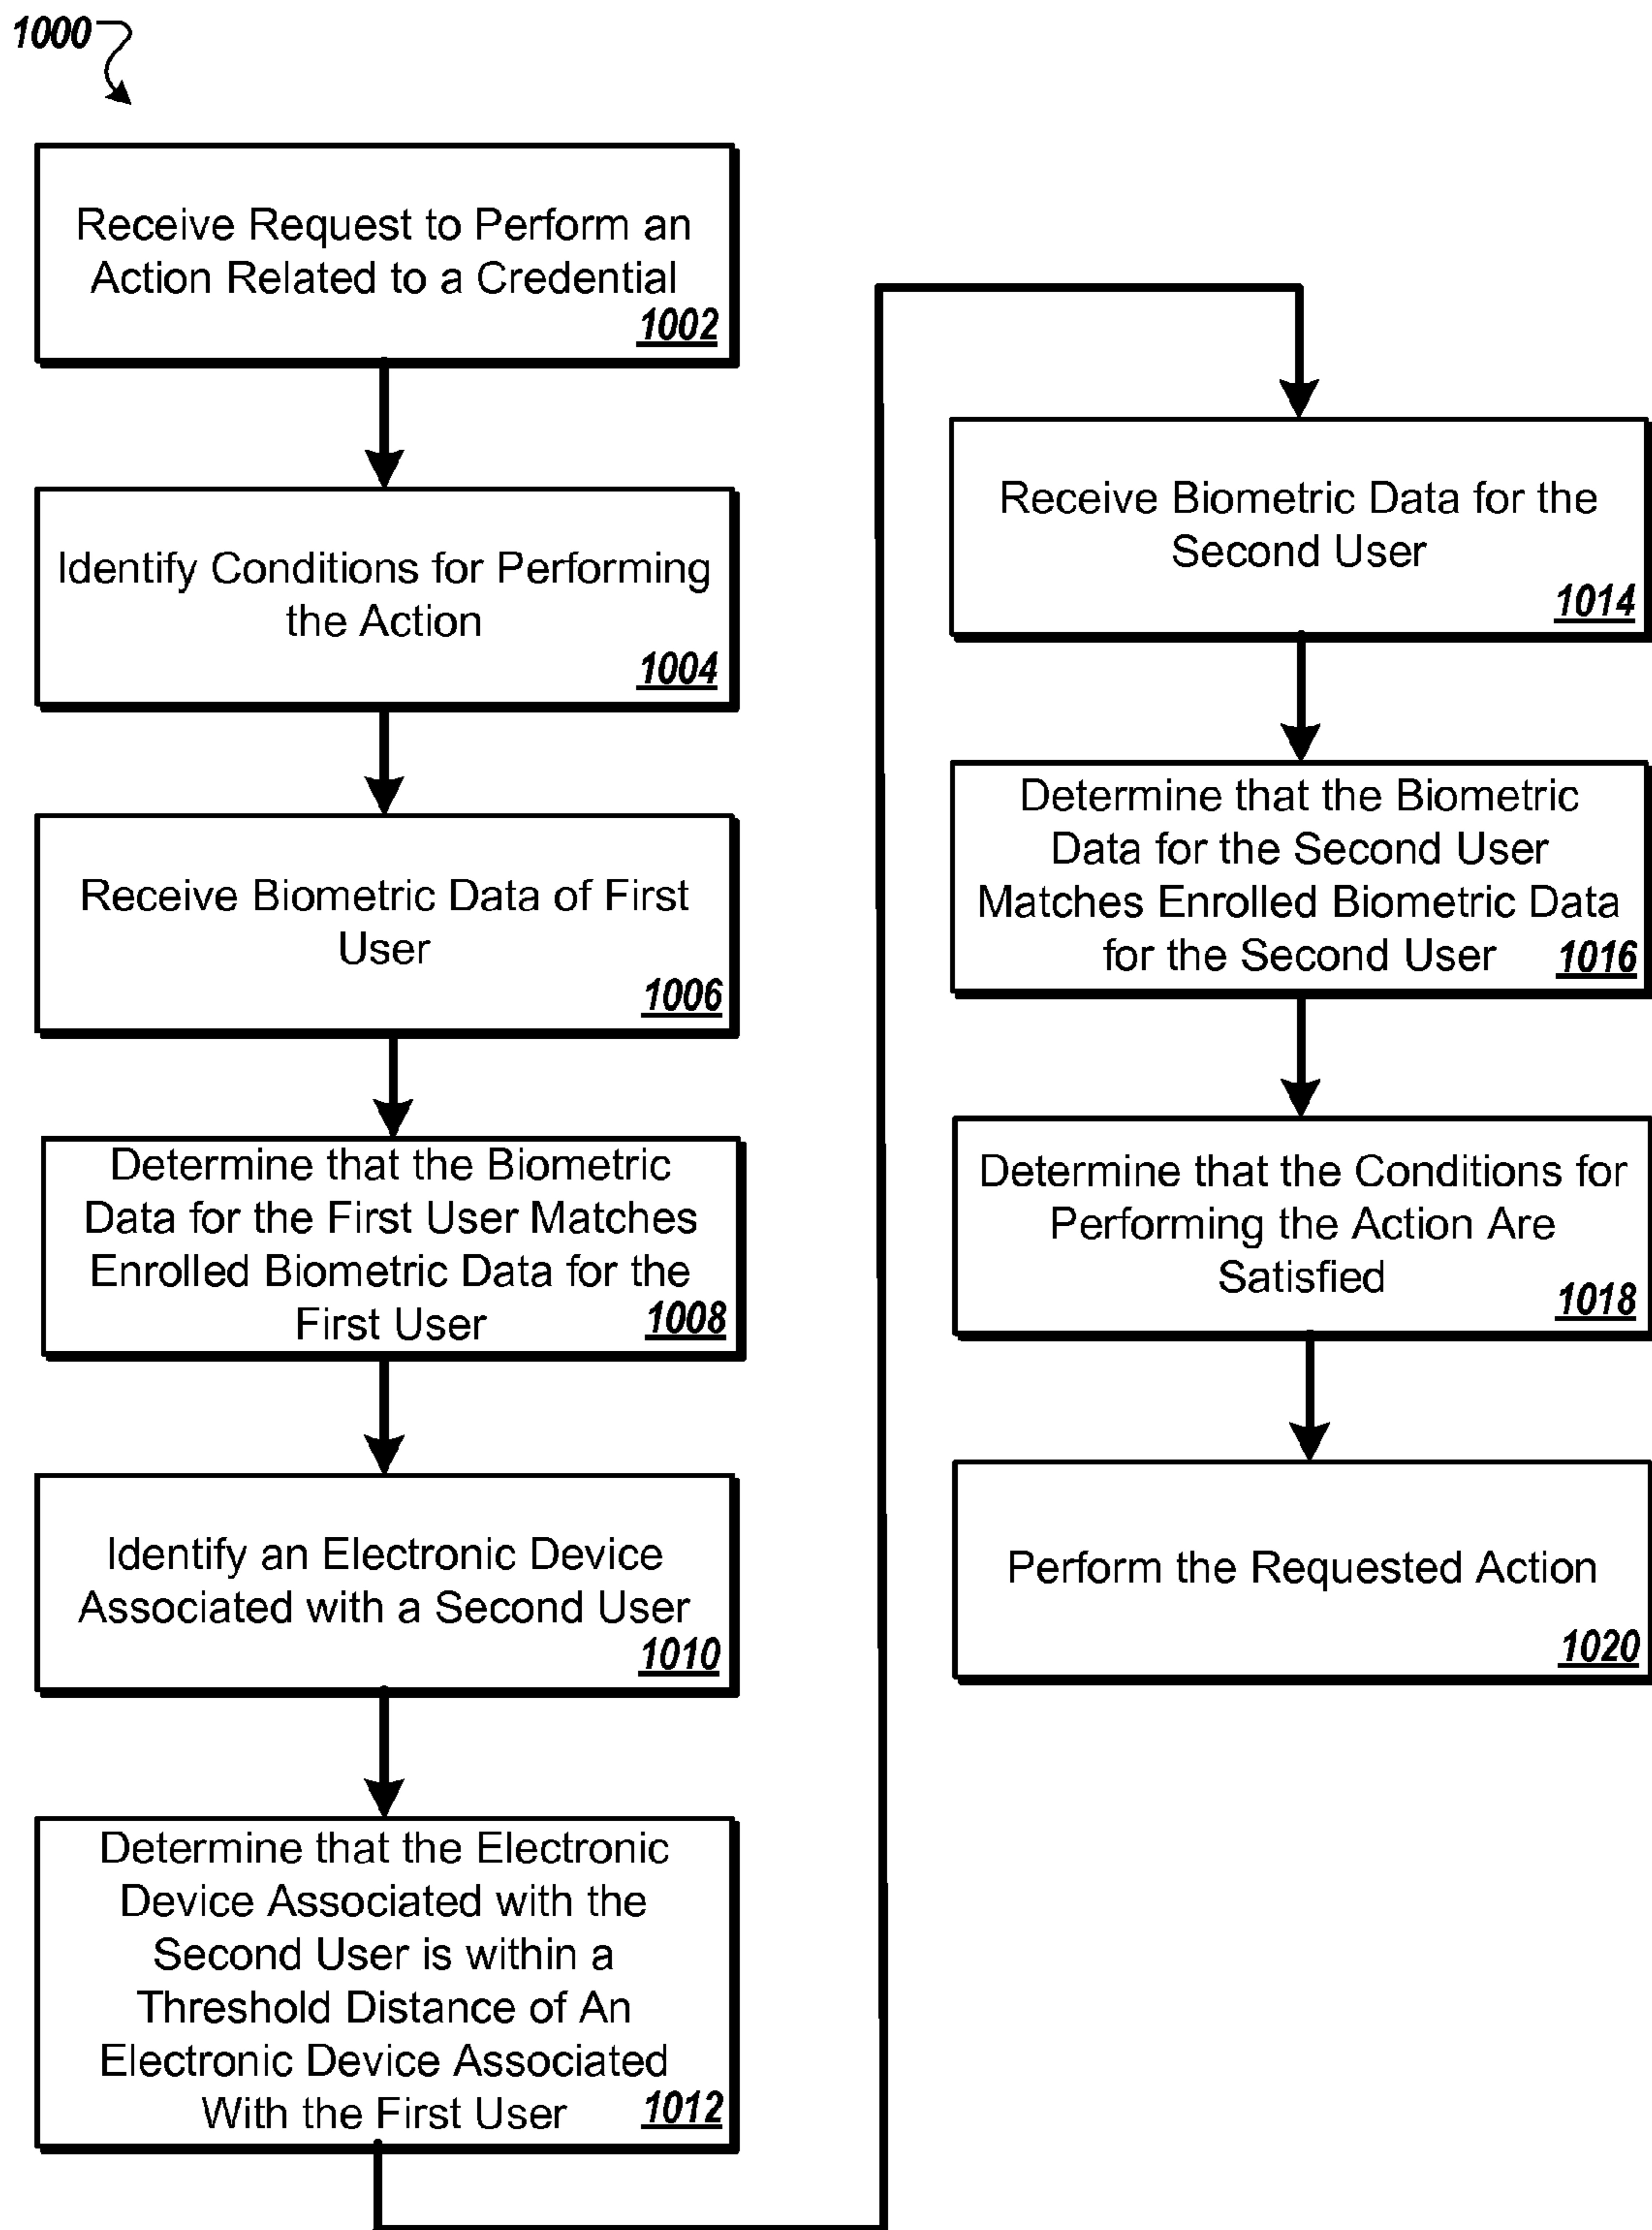 1000
Receive Request to Perform an
Action Related to a Credential
1002
Identify Conditions for Performing
the Action
1004
Receive Biometric Data of First
User
1006
Determine that the Biometric
Data for the First User Matches
Enrolled Biometric Data for the
First User 1008
Identify an Electronic Device
Associated with a Second User
1010
Determine that the Electronic
Device Associated with the
Second User is within a
Threshold Distance of An
Electronic Device Associated
With the First User 1012
Receive Biometric Data for the
Second User
1014
Determine that the Biometric
Data for the Second User
Matches Enrolled Biometric Data
for the Second User 1016
Determine that the Conditions for
Performing the Action Are
Satisfied 1018
Perform the Requested Action
1020